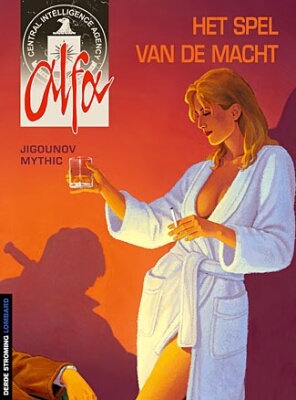 CENTRAL INTELLIGENCE AGENCY
alfa
HET SPEL
VAN DE MACHT
JIGOUNOV
MYTHIC
DERDE STROMING LOMBARD